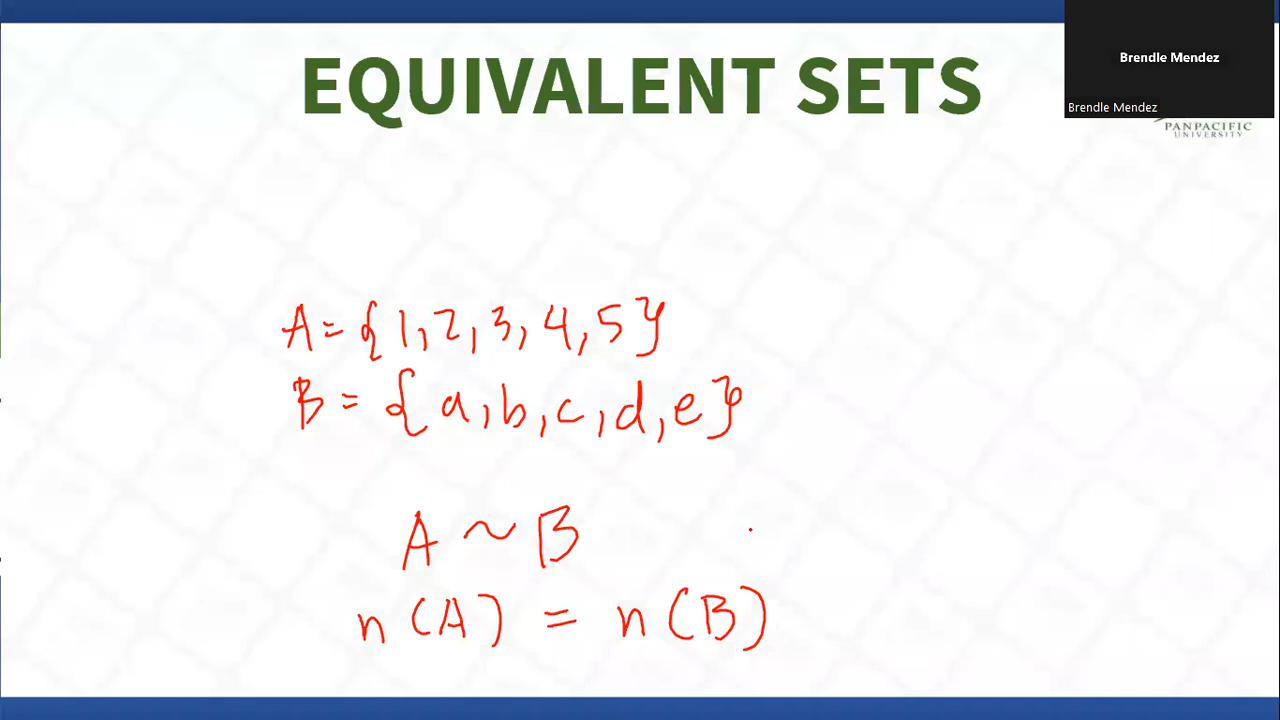 EQUIVALENT SETS
Brendle Mendez
Brendle Mendez
PANPACIFIC
UNIVERSITY
A = {1, 2, 3, 4, 5}
B = {a, b, c, d, e}
A ~ B
n(A) = n(B)